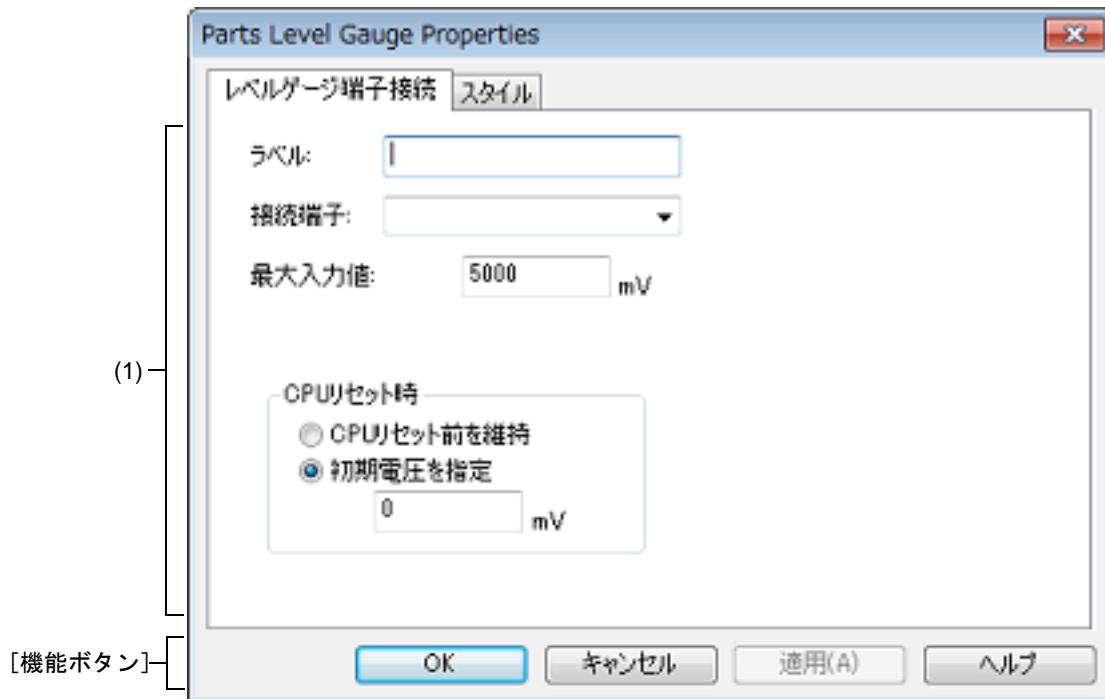 Parts Level Gauge Properties
レベルゲージ端子接続 スタイル
ラベル:
接続端子:
最大入力値: 5000 mV
(1)
CPUリセット時
CPUリセット前を維持
初期電圧を指定
0 mV
[機能ボタン]
OK キャンセル 適用(A) ヘルプ